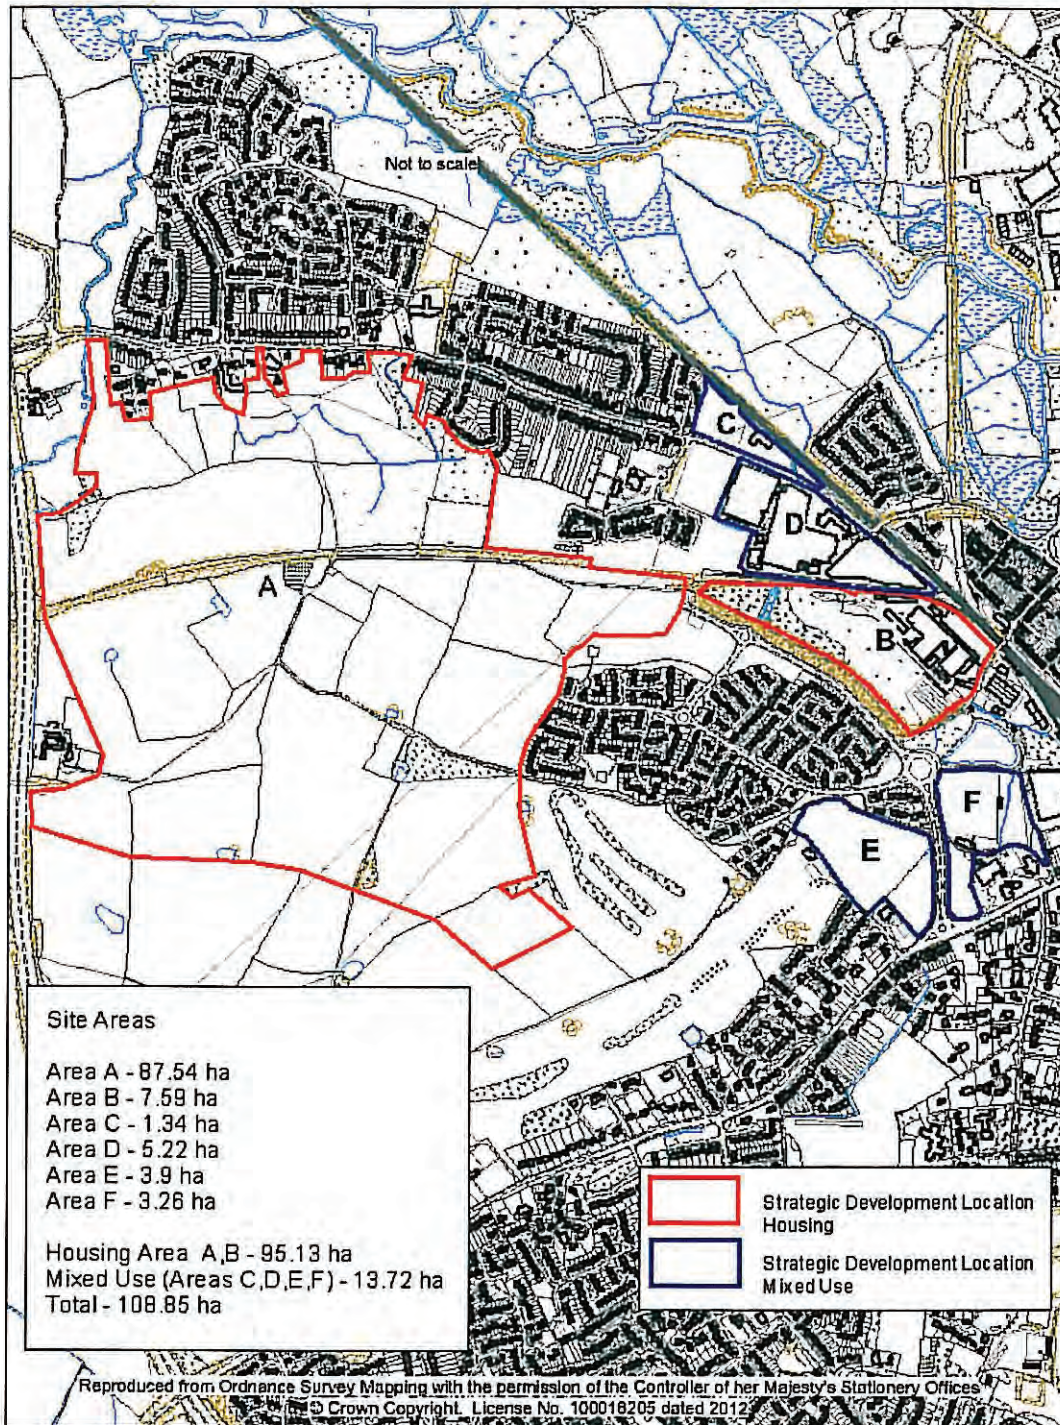 Not to scale
C
D
A
B
F
E
Site Areas
Area A - 87.54 ha
Area B - 7.59 ha
Area C - 1.34 ha
Area D - 5.22 ha
Area E - 3.9 ha
Area F - 3.26 ha
Housing Area A,B - 95.13 ha
Mixed Use (Areas C,D,E,F) - 13.72 ha
Total - 108.85 ha
Strategic Development Location
Housing
Strategic Development Location
Mixed Use
Reproduced from Ordnance Survey Mapping with the permission of the Controller of her Majesty's Stationery Offices
© Crown Copyright. License No. 100018205 dated 2012